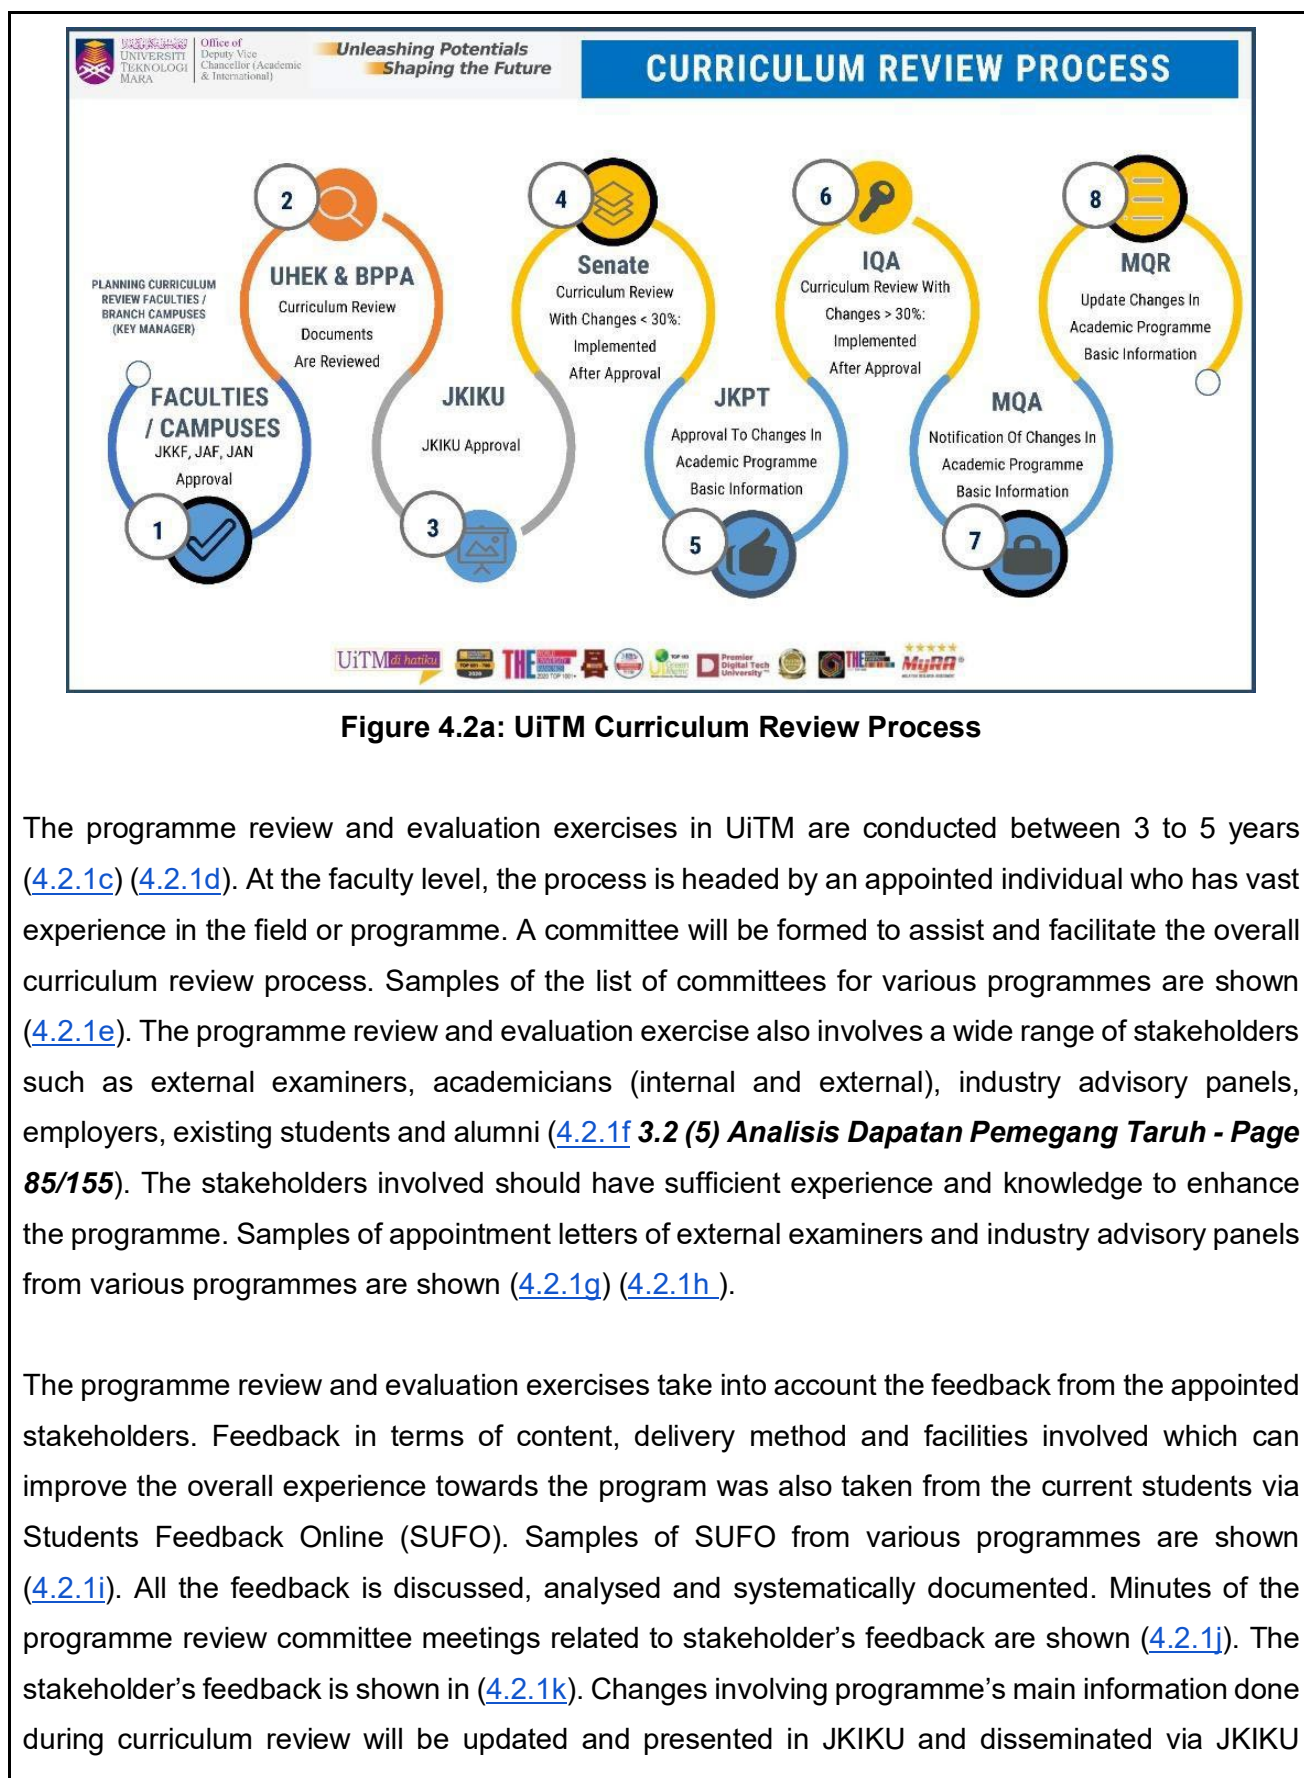 UNIVERSITI
TEKNOLOGI
MARA
Office of
Deputy Vice
Chancellor (Academic
& International)
Unleashing Potentials
Shaping the Future
CURRICULUM REVIEW PROCESS
PLANNING CURRICULUM
REVIEW FACULTIES /
BRANCH CAMPUSES
(KEY MANAGER)
FACULTIES
/ CAMPUSES
JKKF, JAF, JAN
Approval
1
2
UHEK & BPPA
Curriculum Review
Documents
Are Reviewed
JKIKU
JKIKU Approval
3
4
Senate
Curriculum Review
With Changes < 30%:
Implemented
After Approval
JKPT
Approval To Changes In
Academic Programme
Basic Information
5
6
IQA
Curriculum Review With
Changes > 30%:
Implemented
After Approval
MQA
Notification Of Changes In
Academic Programme
Basic Information
7
8
MQR
Update Changes In
Academic Programme
Basic Information
UiTM di hatiku
THE
Premier
Digital Tech
University™
THE
MyRA®
Figure 4.2a: UiTM Curriculum Review Process
The programme review and evaluation exercises in UiTM are conducted between 3 to 5 years
(4.2.1c) (4.2.1d). At the faculty level, the process is headed by an appointed individual who has vast
experience in the field or programme. A committee will be formed to assist and facilitate the overall
curriculum review process. Samples of the list of committees for various programmes are shown
(4.2.1e). The programme review and evaluation exercise also involves a wide range of stakeholders
such as external examiners, academicians (internal and external), industry advisory panels,
employers, existing students and alumni (4.2.1f 3.2 (5) Analisis Dapatan Pemegang Taruh - Page
85/155). The stakeholders involved should have sufficient experience and knowledge to enhance
the programme. Samples of appointment letters of external examiners and industry advisory panels
from various programmes are shown (4.2.1g) (4.2.1h ).
The programme review and evaluation exercises take into account the feedback from the appointed
stakeholders. Feedback in terms of content, delivery method and facilities involved which can
improve the overall experience towards the program was also taken from the current students via
Students Feedback Online (SUFO). Samples of SUFO from various programmes are shown
(4.2.1i). All the feedback is discussed, analysed and systematically documented. Minutes of the
programme review committee meetings related to stakeholder’s feedback are shown (4.2.1j). The
stakeholder’s feedback is shown in (4.2.1k). Changes involving programme’s main information done
during curriculum review will be updated and presented in JKIKU and disseminated via JKIKU